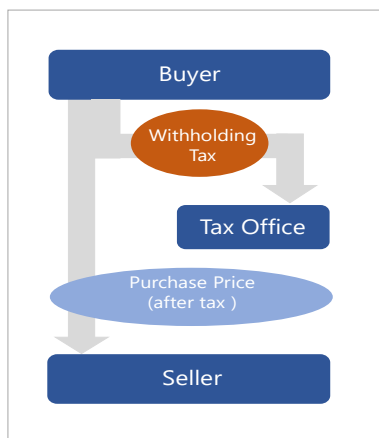 Buyer
Withholding
Tax
Tax Office
Purchase Price
(after tax )
Seller